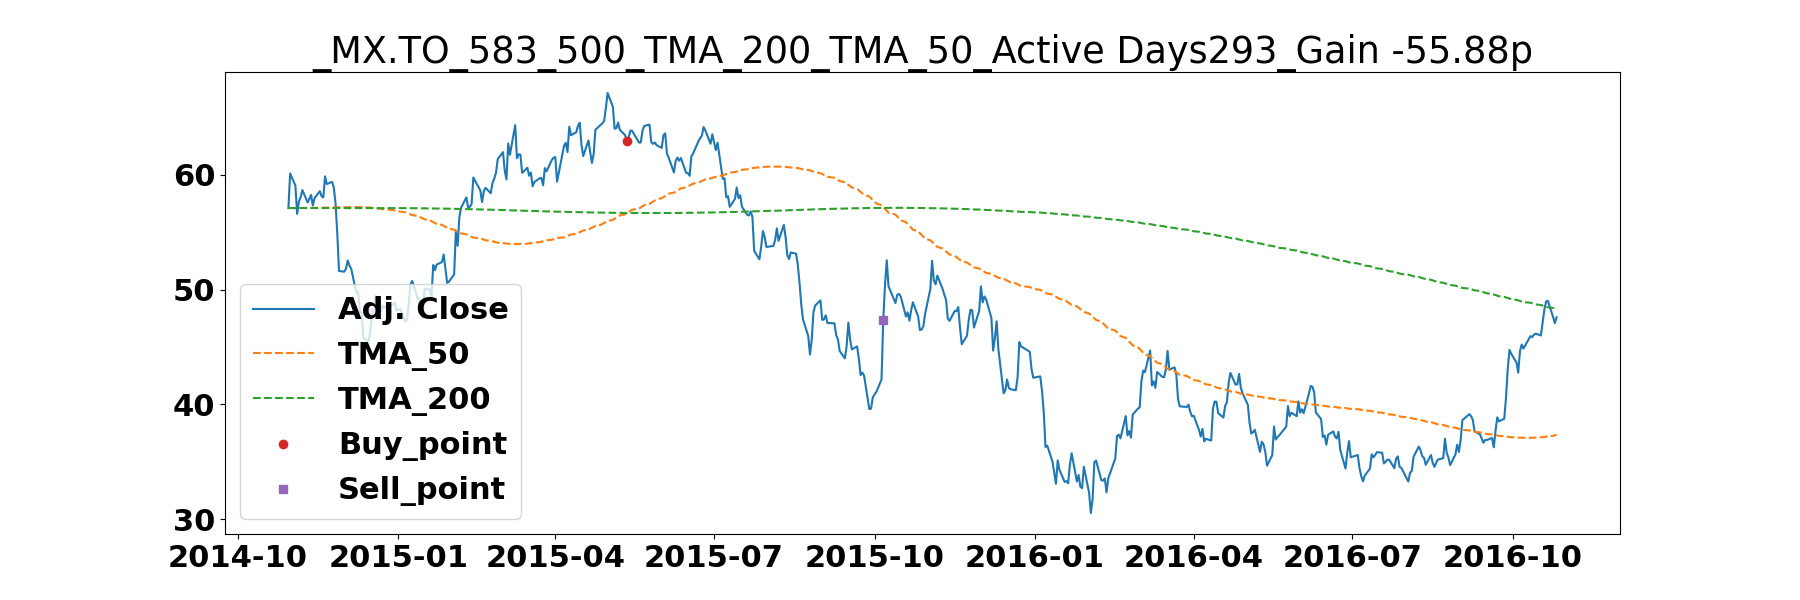 _MX.TO_583_500_TMA_200_TMA_50_Active Days293_Gain -55.88p
60
50
40
30
Adj. Close
TMA_50
TMA_200
Buy_point
Sell_point
2014-10 2015-01 2015-04 2015-07 2015-10 2016-01 2016-04 2016-07 2016-10